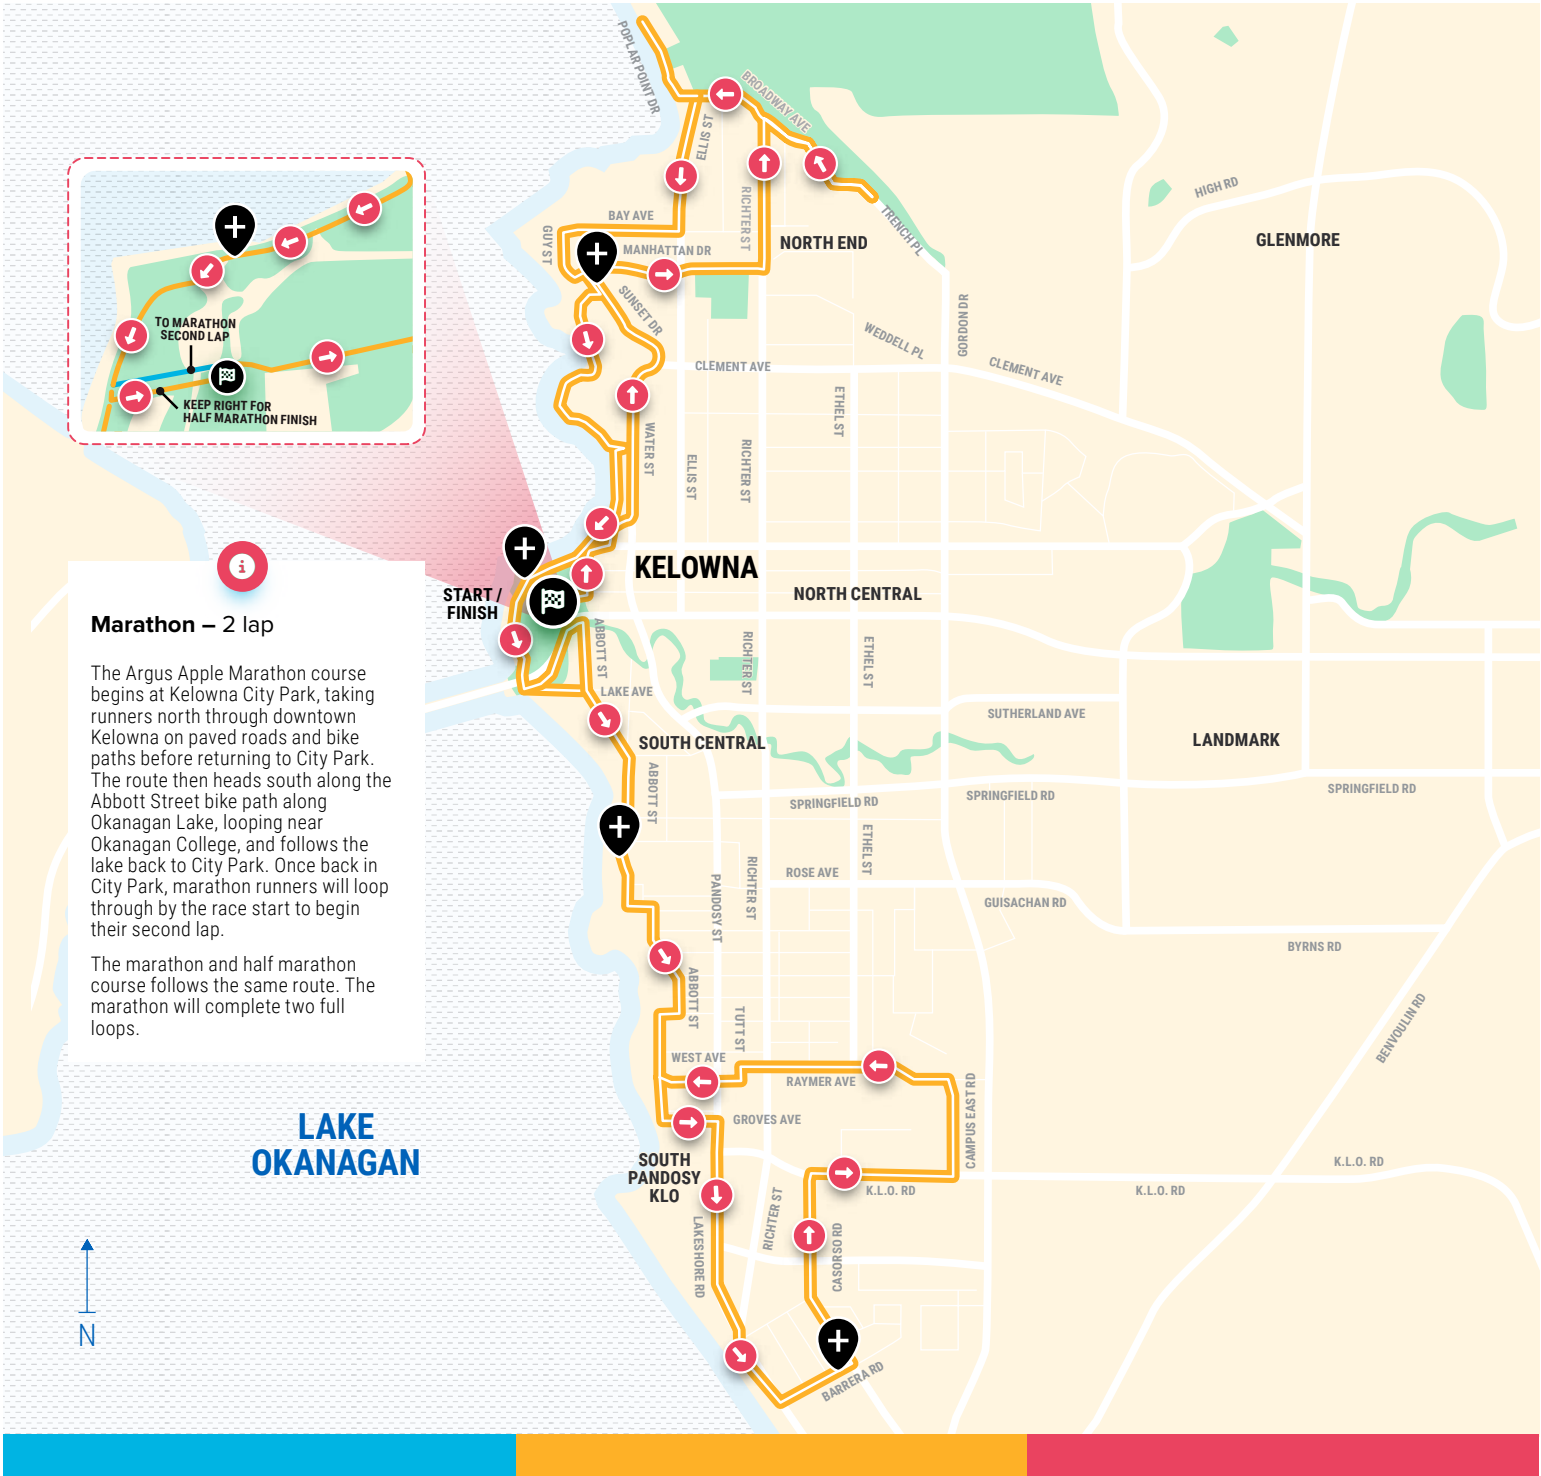 POPLAR POINT DR
BROADWAY AVE
ELLIS ST
RICHTER ST
TRENCH PL
HIGH RD
BAY AVE
GUY ST
MANHATTAN DR
NORTH END
GLENMORE
SUNSET DR
WEDDELL PL
GORDON DR
CLEMENT AVE
CLEMENT AVE
ETHEL ST
WATER ST
ELLIS ST
RICHTER ST
TO MARATHON
SECOND LAP
KEEP RIGHT FOR
HALF MARATHON FINISH
KELOWNA
NORTH CENTRAL
START /
FINISH
ABBOTT ST
RICHTER ST
ETHEL ST
LAKE AVE
SUTHERLAND AVE
SOUTH CENTRAL
LANDMARK
ABBOTT ST
SPRINGFIELD RD
SPRINGFIELD RD
SPRINGFIELD RD
ETHEL ST
ROSE AVE
RICHTER ST
PANDOSY ST
GUISACHAN RD
BYRNS RD
ABBOTT ST
TUTT ST
BENVOULIN RD
WEST AVE
RAYMER AVE
CAMPUS EAST RD
GROVES AVE
SOUTH
PANDOSY
KLO
K.L.O. RD
K.L.O. RD
K.L.O. RD
LAKESHORE RD
RICHTER ST
CASORSO RD
BARRERA RD
Marathon – 2 lap
The Argus Apple Marathon course
begins at Kelowna City Park, taking
runners north through downtown
Kelowna on paved roads and bike
paths before returning to City Park.
The route then heads south along the
Abbott Street bike path along
Okanagan Lake, looping near
Okanagan College, and follows the
lake back to City Park. Once back in
City Park, marathon runners will loop
through by the race start to begin
their second lap.
The marathon and half marathon
course follows the same route. The
marathon will complete two full
loops.
LAKE
OKANAGAN
N